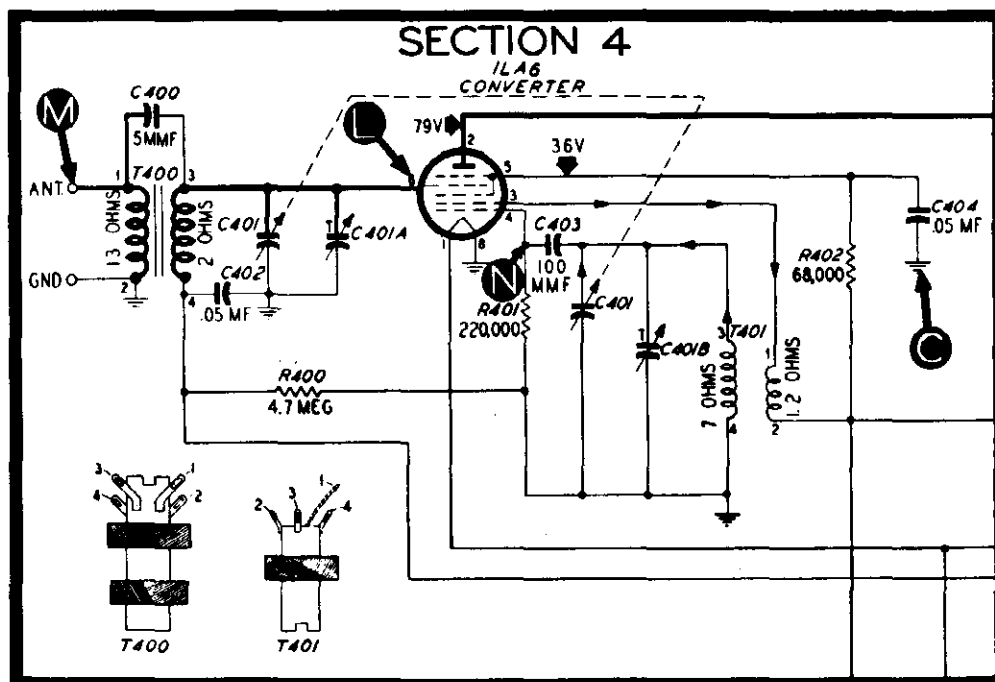 SECTION 4
1LA6
CONVERTER
M
C400
5MMF
L
79V
2
36V
5
1
T400
3
ANT.
13 OHMS
2 OHMS
C401
T
C401A
3
4
C403
C404
.05 MF
GND
2
C402
4
.05 MF
1
8
N
100
MMF
R402
68,000
R401
220,000
C401
T
C401B
3
T401
C
7 OHMS
4
1
1.2 OHMS
2
R400
4.7 MEG
3
4
1
2
T400
2
3
1
4
T401